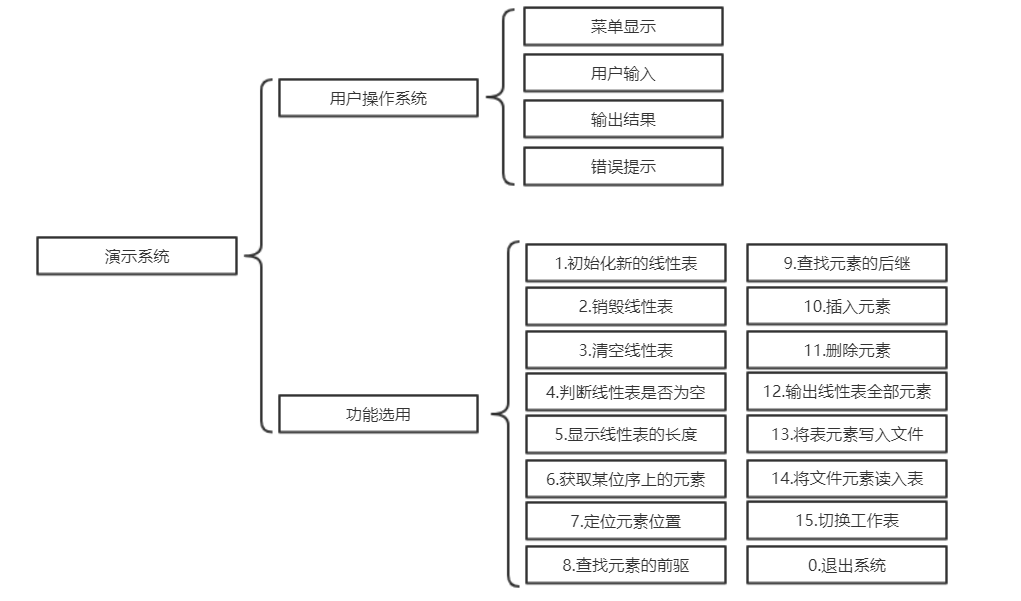 演示系统
用户操作系统
菜单显示
用户输入
输出结果
错误提示
功能选用
1.初始化新的线性表
2.销毁线性表
3.清空线性表
4.判断线性表是否为空
5.显示线性表的长度
6.获取某位序上的元素
7.定位元素位置
8.查找元素的前驱
9.查找元素的后继
10.插入元素
11.删除元素
12.输出线性表全部元素
13.将表元素写入文件
14.将文件元素读入表
15.切换工作表
0.退出系统